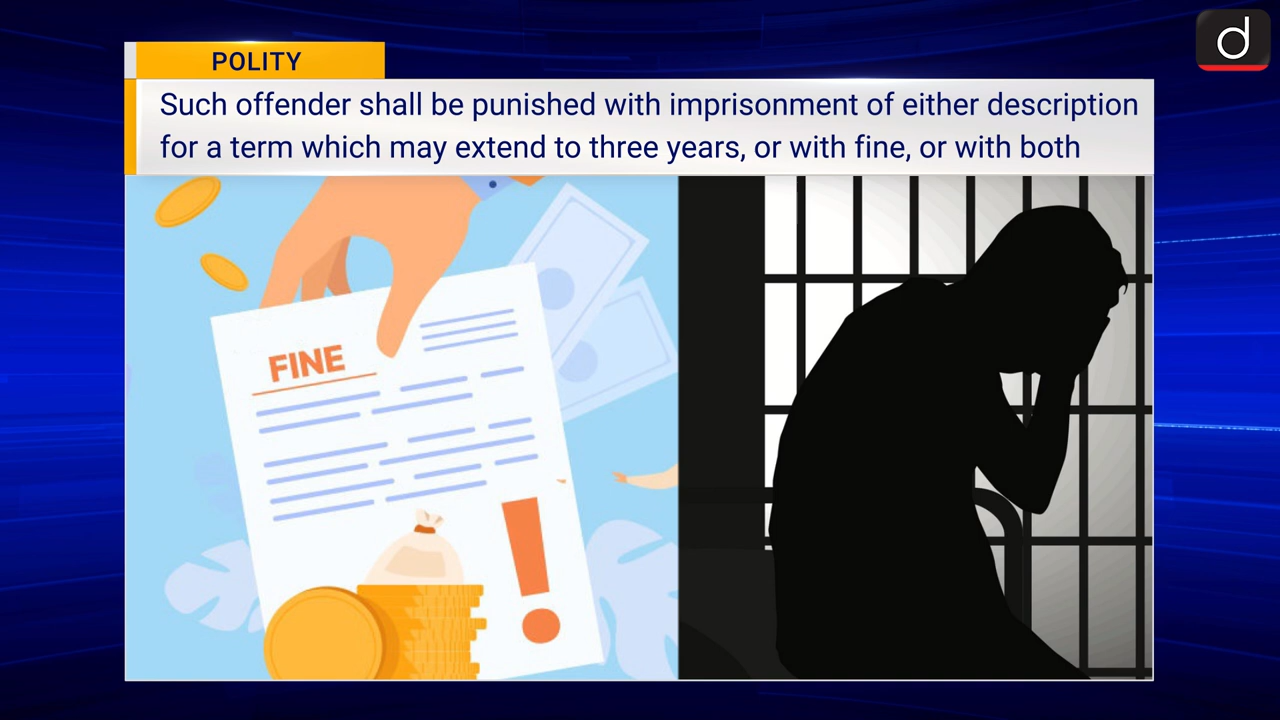 POLITY
d
Such offender shall be punished with imprisonment of either description
for a term which may extend to three years, or with fine, or with both
FINE
!